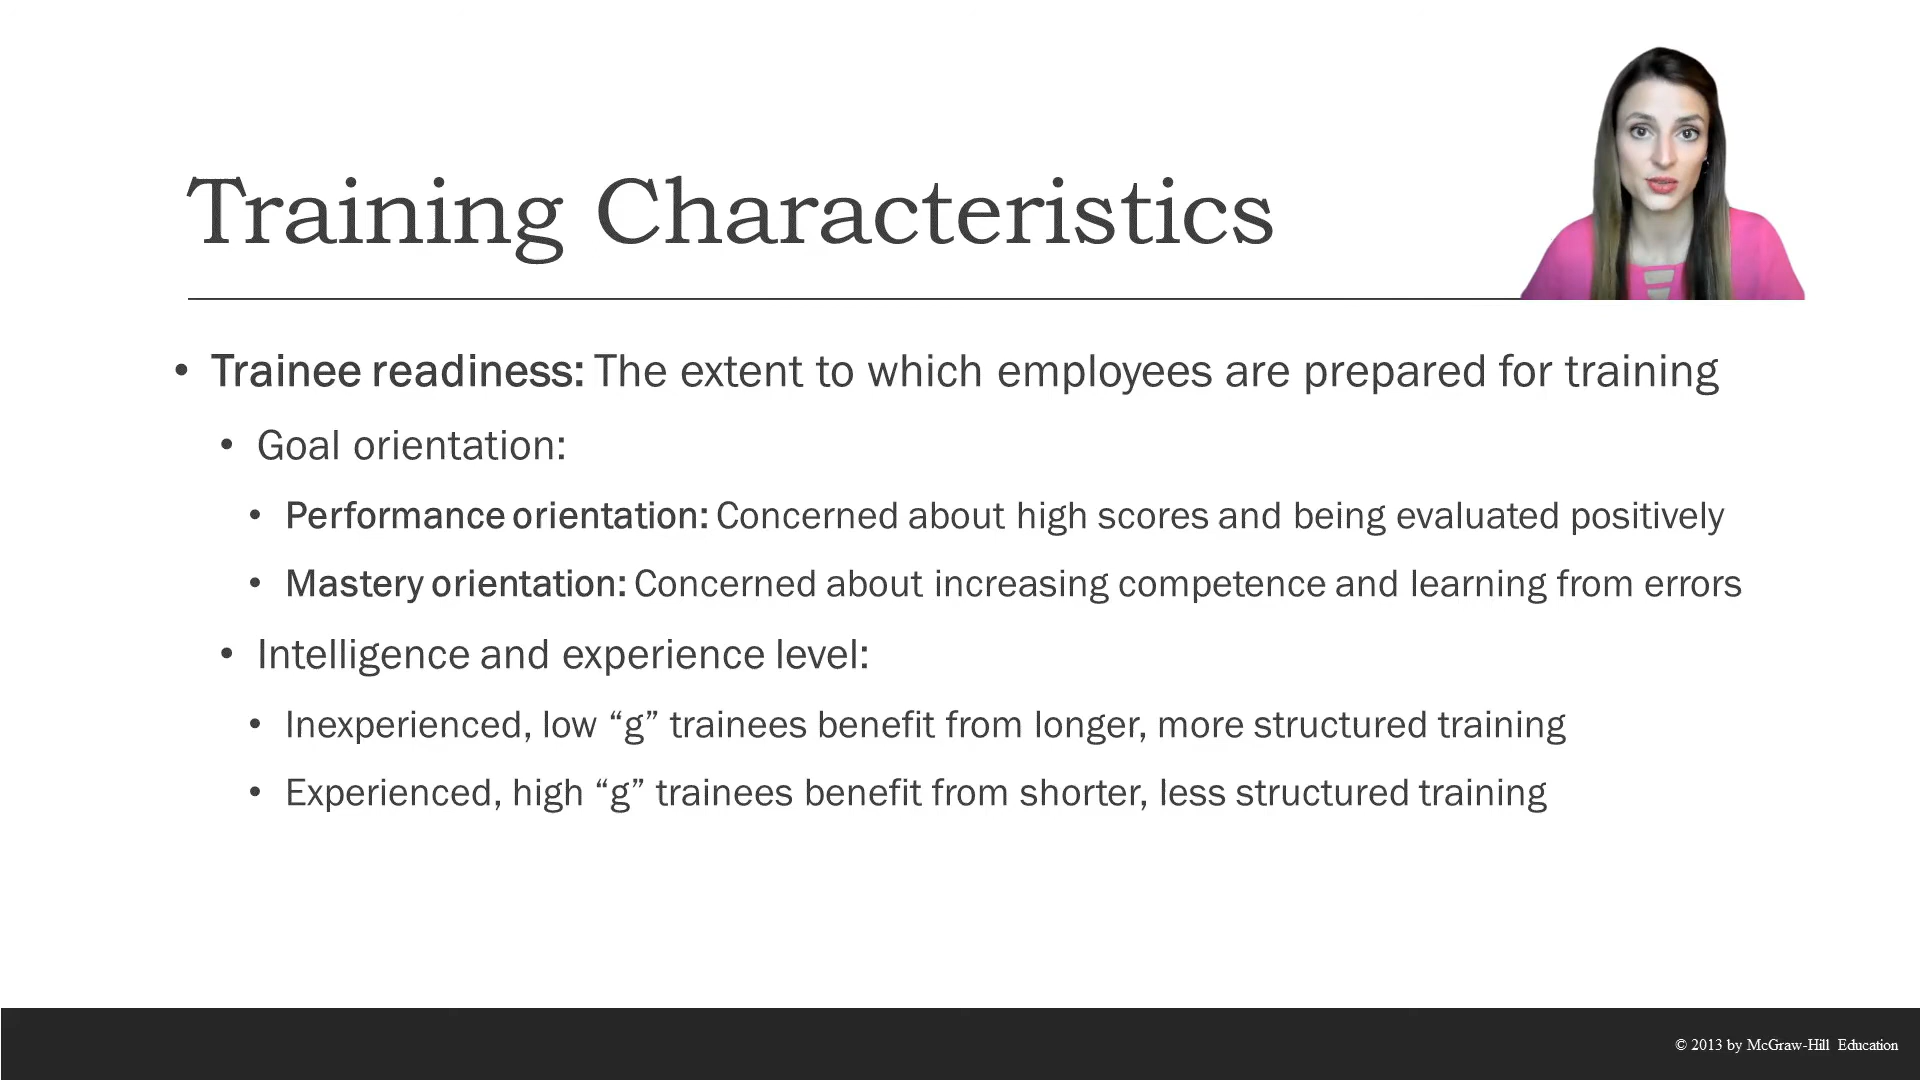 Training Characteristics
• Trainee readiness: The extent to which employees are prepared for training
• Goal orientation:
• Performance orientation: Concerned about high scores and being evaluated positively
• Mastery orientation: Concerned about increasing competence and learning from errors
• Intelligence and experience level:
• Inexperienced, low “g” trainees benefit from longer, more structured training
• Experienced, high “g” trainees benefit from shorter, less structured training
© 2013 by McGraw-Hill Education